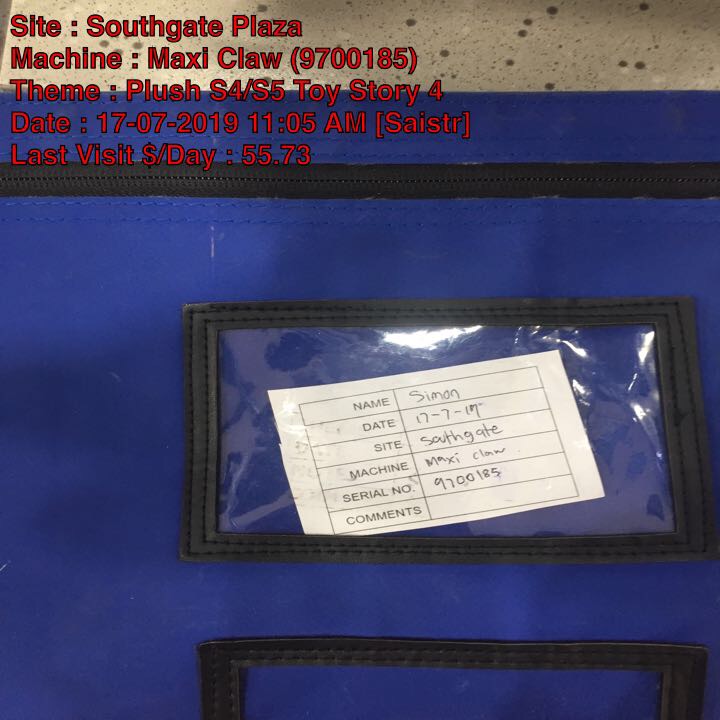 Site : Southgate Plaza
Machine : Maxi Claw (9700185)
Theme : Plush S4/S5 Toy Story 4
Date : 17-07-2019 11:05 AM [Saistr]
Last Visit $/Day : 55.73
NAME Simon
DATE 17-7-19
SITE Southgate
MACHINE Maxi claw
SERIAL NO. 9700185
COMMENTS